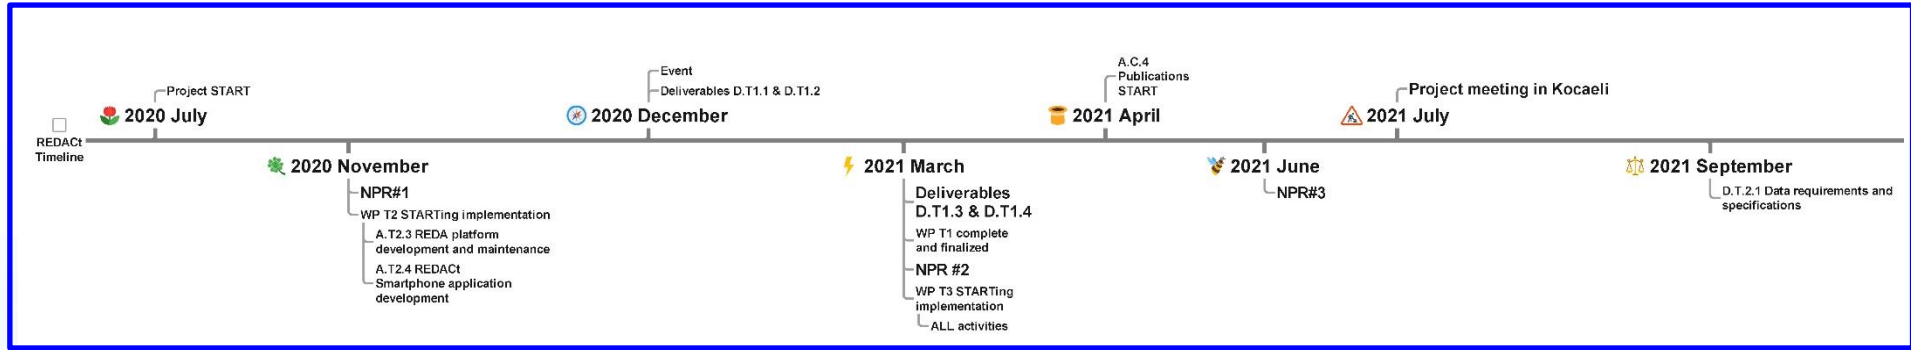 REDACt
Timeline
2020 July
Project START
2020 November
NPR#1
WP T2 STARTing implementation
A.T2.3 REDA platform
development and maintenance
A.T2.4 REDACt
Smartphone application
development
2020 December
Event
Deliverables D.T1.1 & D.T1.2
2021 March
Deliverables
D.T1.3 & D.T1.4
WP T1 complete
and finalized
NPR #2
WP T3 STARTing
implementation
ALL activities
2021 April
A.C.4
Publications
START
2021 June
NPR#3
2021 July
Project meeting in Kocaeli
2021 September
D.T.2.1 Data requirements and
specifications